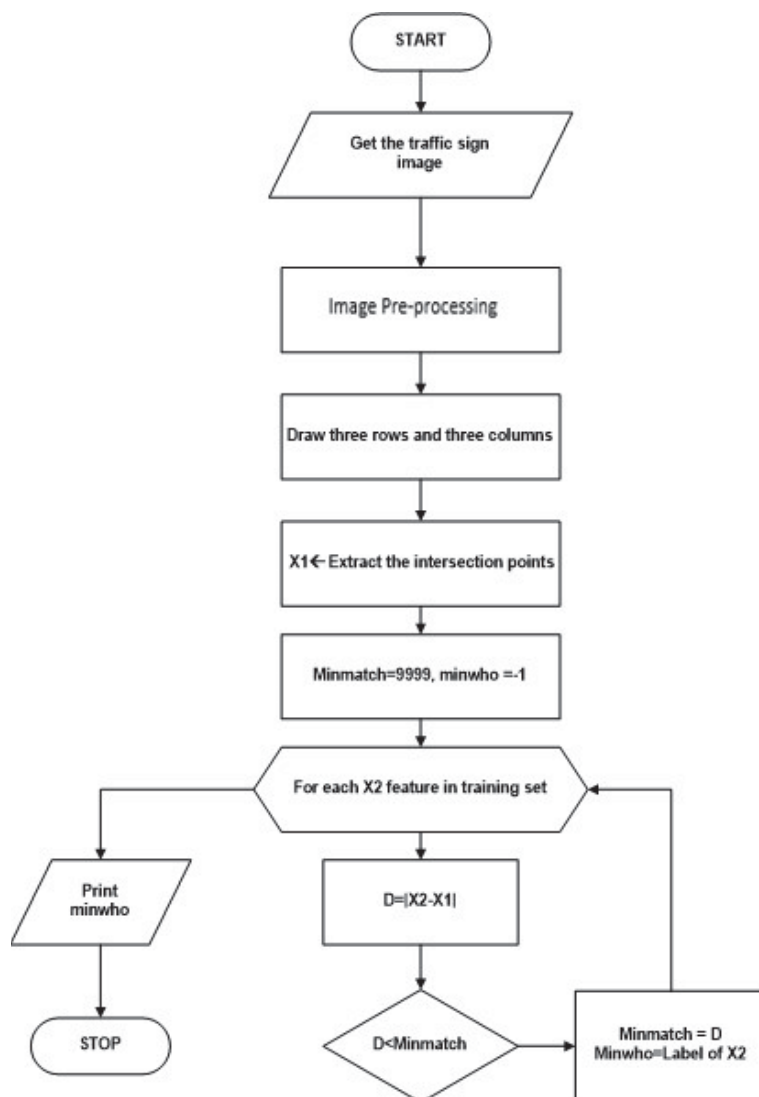 START
Get the traffic sign
image
Image Pre-processing
Draw three rows and three columns
X1← Extract the intersection points
Minmatch=9999, minwho =-1
For each X2 feature in training set
Print
minwho
D=|X2-X1|
STOP
D<Minmatch
Minmatch = D
Minwho=Label of X2